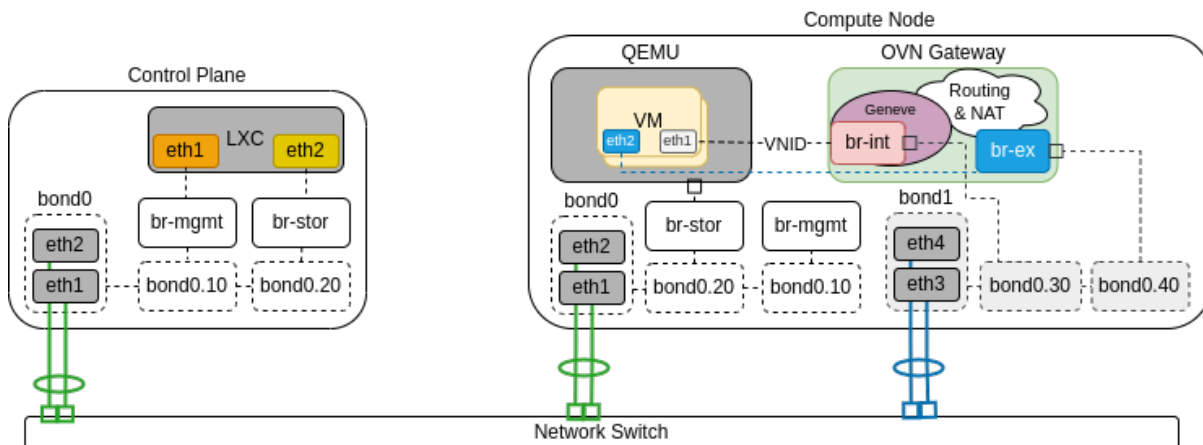 Compute Node
Control Plane
QEMU
OVN Gateway
LXC
eth1
eth2
VM
eth2
eth1
VNID
Geneve
Routing
& NAT
br-int
br-ex
bond0
eth2
eth1
br-mgmt
br-stor
bond0.10
bond0.20
bond0
eth2
eth1
br-stor
br-mgmt
bond0.20
bond0.10
bond1
eth4
eth3
bond0.30
bond0.40
Network Switch